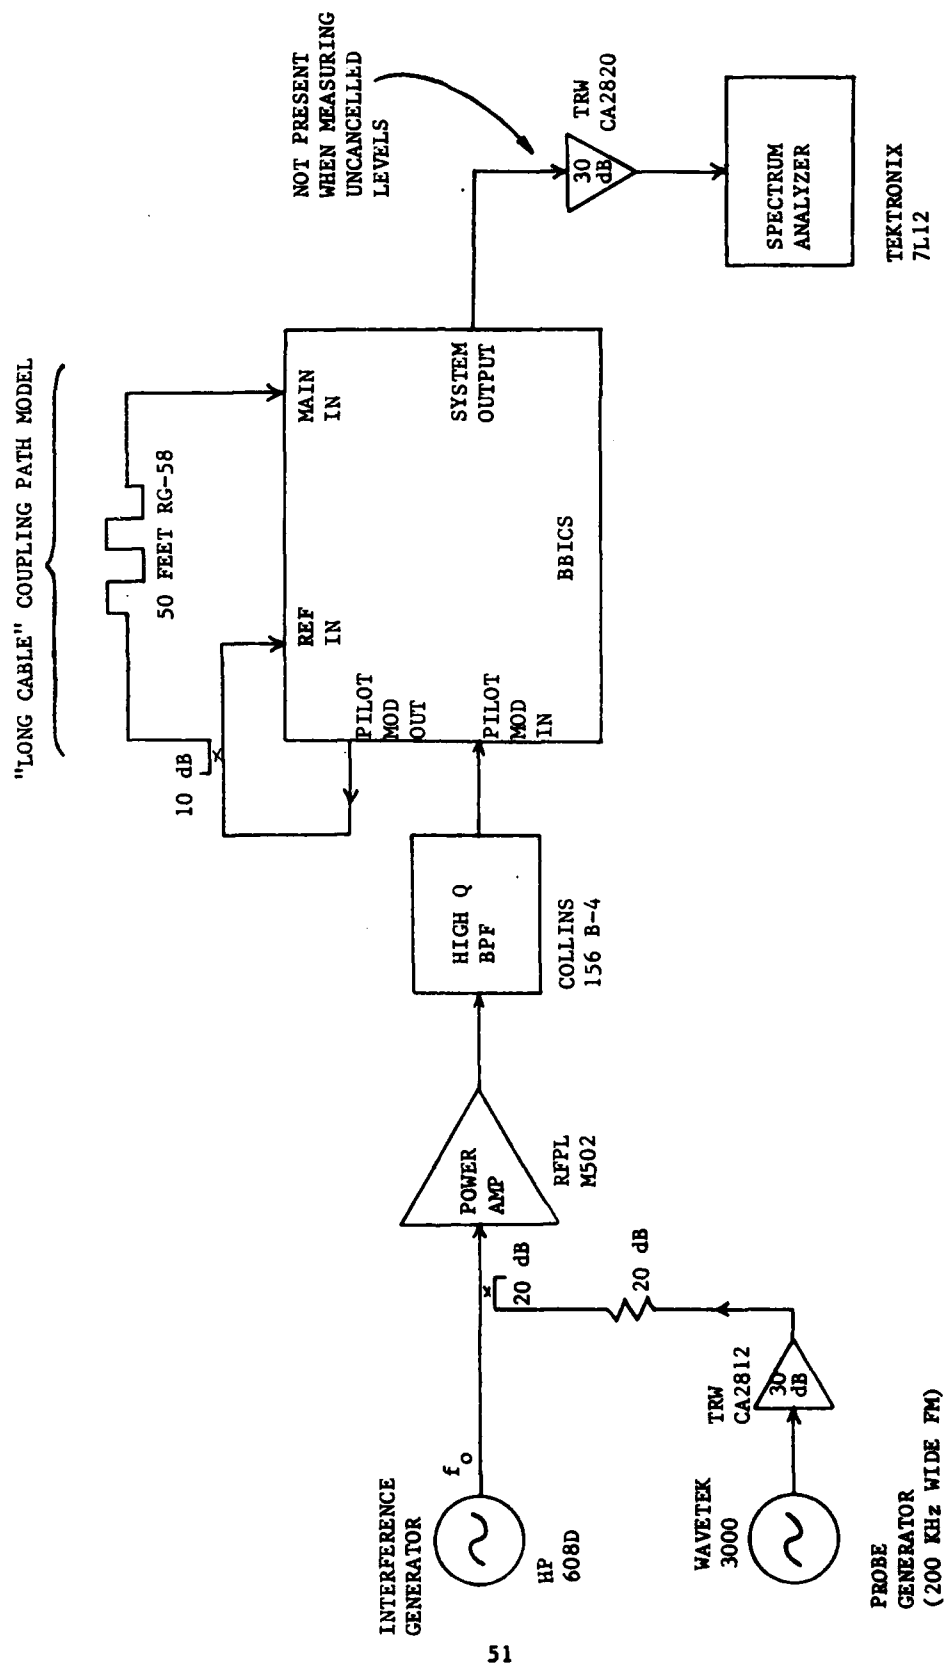 "LONG CABLE" COUPLING PATH MODEL
50 FEET RG-58
10 dB
NOT PRESENT
WHEN MEASURING
UNCANCELLED
LEVELS
INTERFERENCE
GENERATOR
HP
608D
f_o
POWER
AMP
RFPL
M502
20 dB
20 dB
HIGH Q
BPF
COLLINS
156 B-4
PILOT
MOD
OUT
PILOT
MOD
IN
REF
IN
MAIN
IN
BBICS
SYSTEM
OUTPUT
30
dB
TRW
CA2820
SPECTRUM
ANALYZER
TEKTRONIX
7L12
WAVETEK
3000
PROBE
GENERATOR
(200 KHz WIDE FM)
TRW
CA2812
30
dB
51